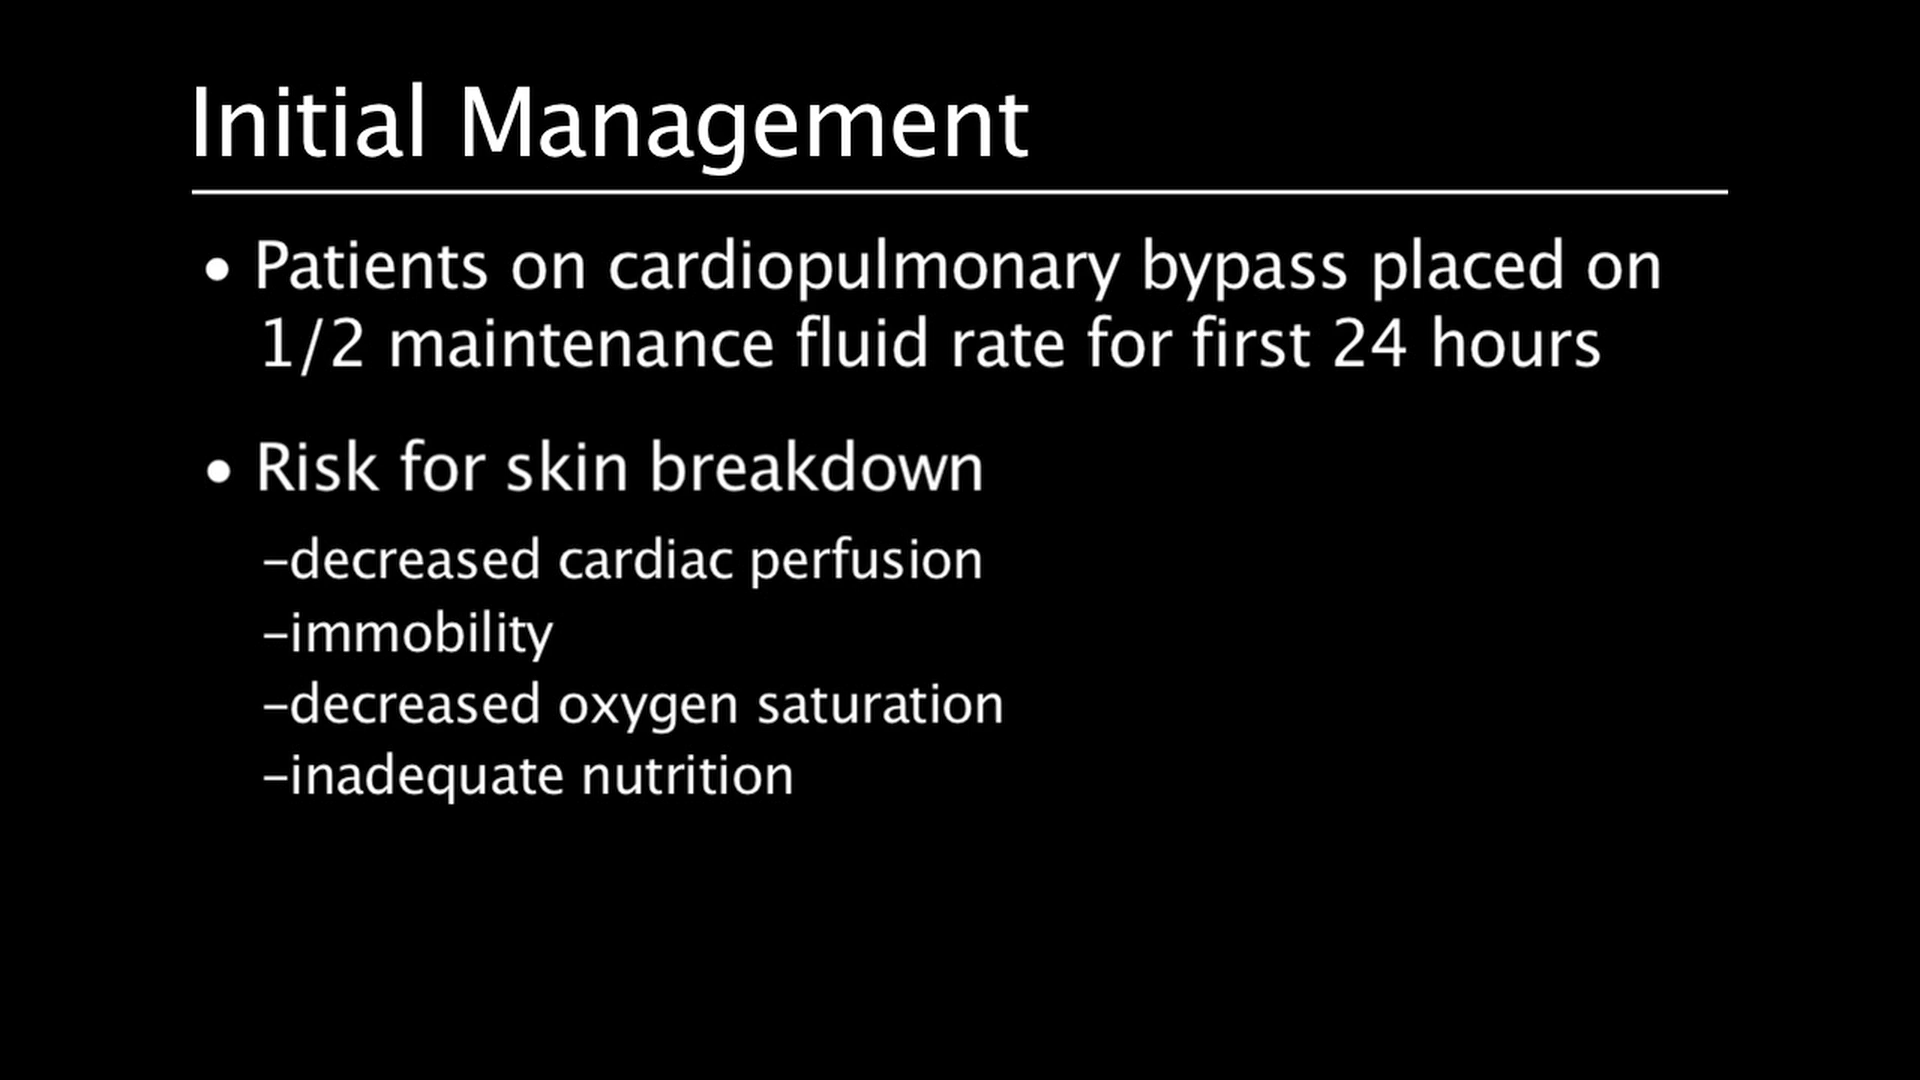 Initial Management
• Patients on cardiopulmonary bypass placed on
1/2 maintenance fluid rate for first 24 hours
• Risk for skin breakdown
–decreased cardiac perfusion
–immobility
–decreased oxygen saturation
–inadequate nutrition